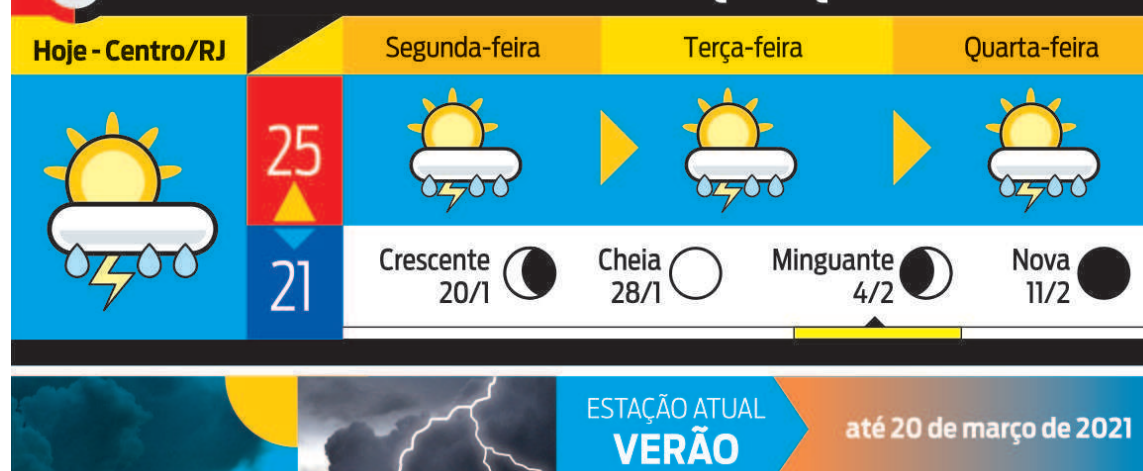 Hoje - Centro/RJ
Segunda-feira
Terça-feira
Quarta-feira
25
21
Crescente
20/1
Cheia
28/1
Minguante
4/2
Nova
11/2
ESTAÇÃO ATUAL
VERÃO
até 20 de março de 2021